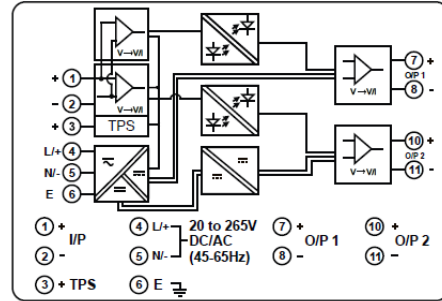 V→V/I
+ 1
- 2
+ 3
V→V/I
TPS
L/+ 4
N/- 5
E 6
V→V/I
7 +
O/P 1
8 -
V→V/I
10 +
O/P 2
11 -
1 + I/P
2 -
3 + TPS
4 L/+ 20 to 265V
DC/AC
5 N/- (45-65Hz)
6 E
7 + O/P 1
8 -
10 + O/P 2
11 -